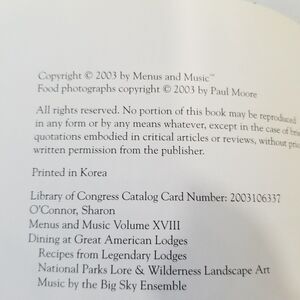 Copyright © 2003 by Menus and Music™
Food photographs copyright © 2003 by Paul Moore
All rights reserved. No portion of this book may be reproduced
in any form or by any means whatever, except in the case of brief
quotations embodied in critical articles or reviews, without prior
written permission from the publisher.
Printed in Korea
Library of Congress Catalog Card Number: 2003106337
O'Connor, Sharon
Menus and Music Volume XVIII
Dining at Great American Lodges
Recipes from Legendary Lodges
National Parks Lore & Wilderness Landscape Art
Music by the Big Sky Ensemble